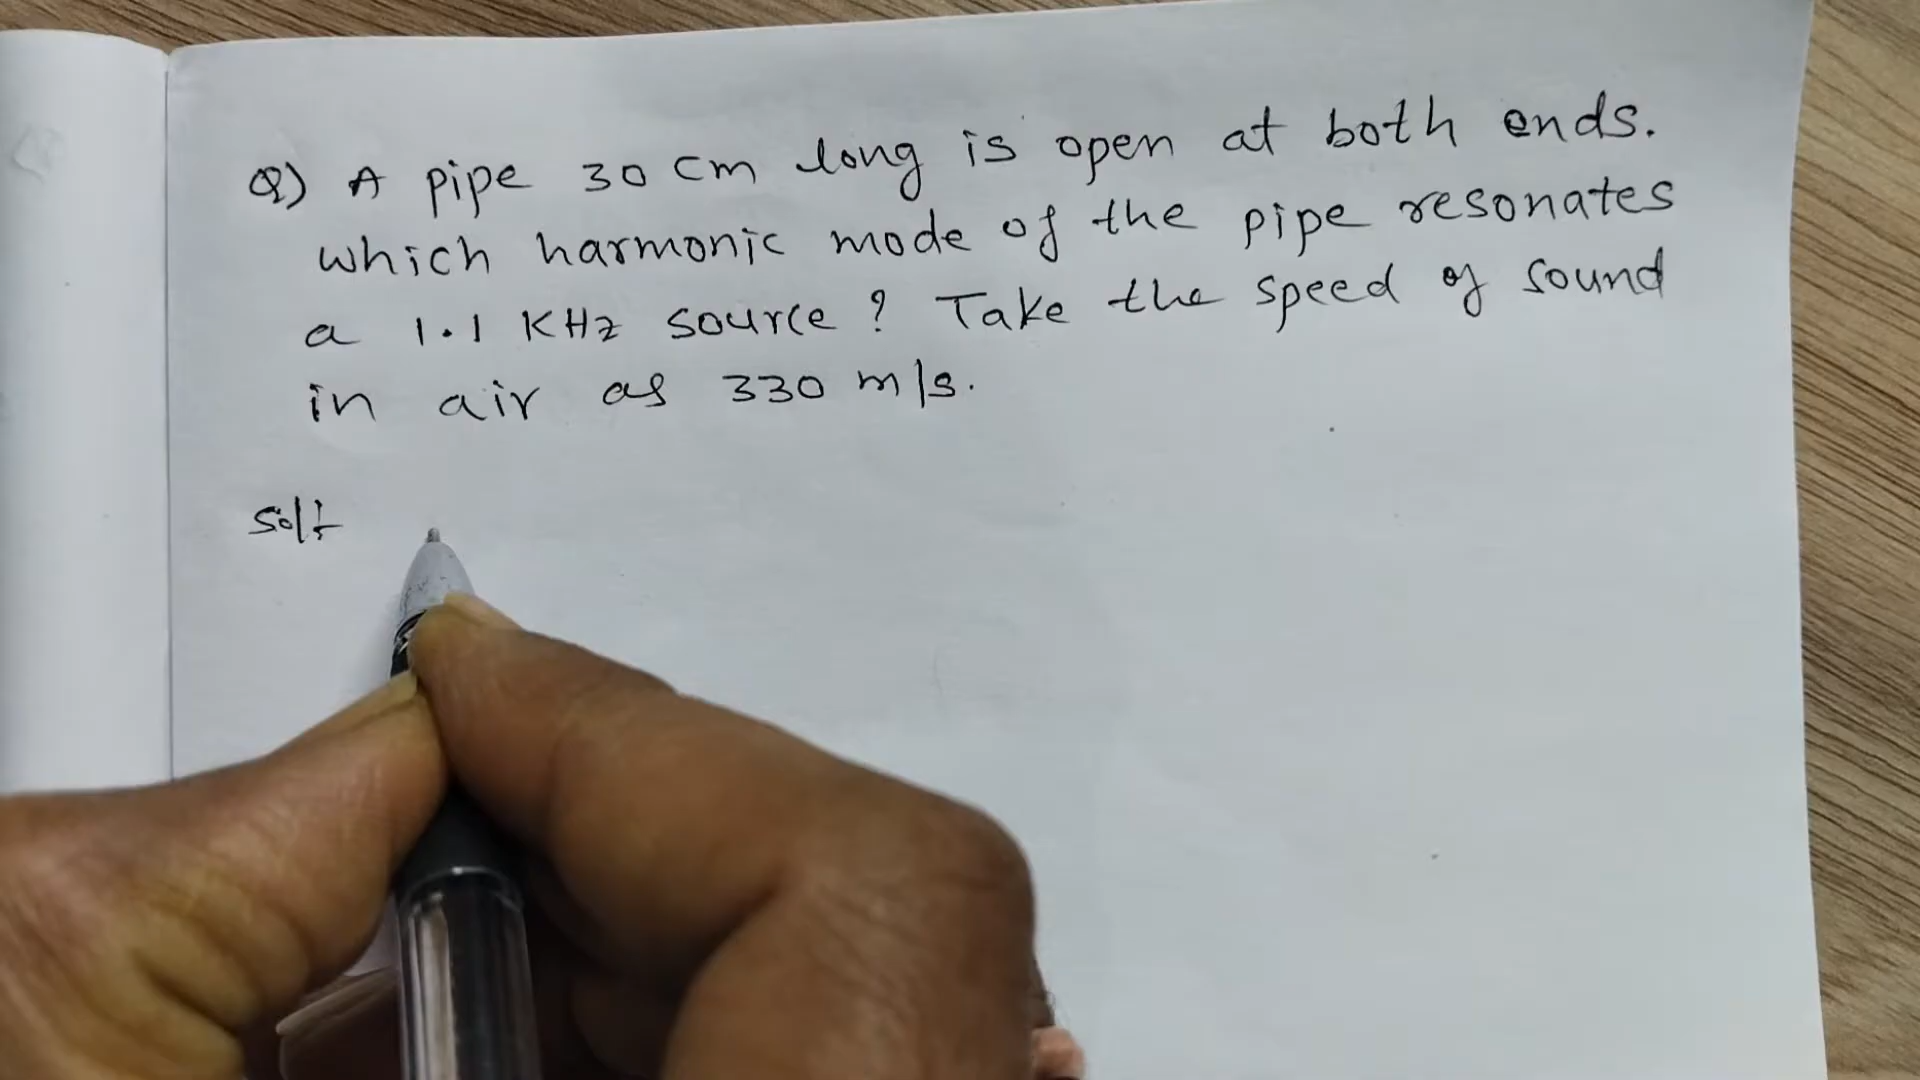 Q) A pipe 30 cm long is open at both ends.
which harmonic mode of the pipe resonates
a 1.1 KHz source? Take the speed of sound
in air as 330 m/s.
Sol:-